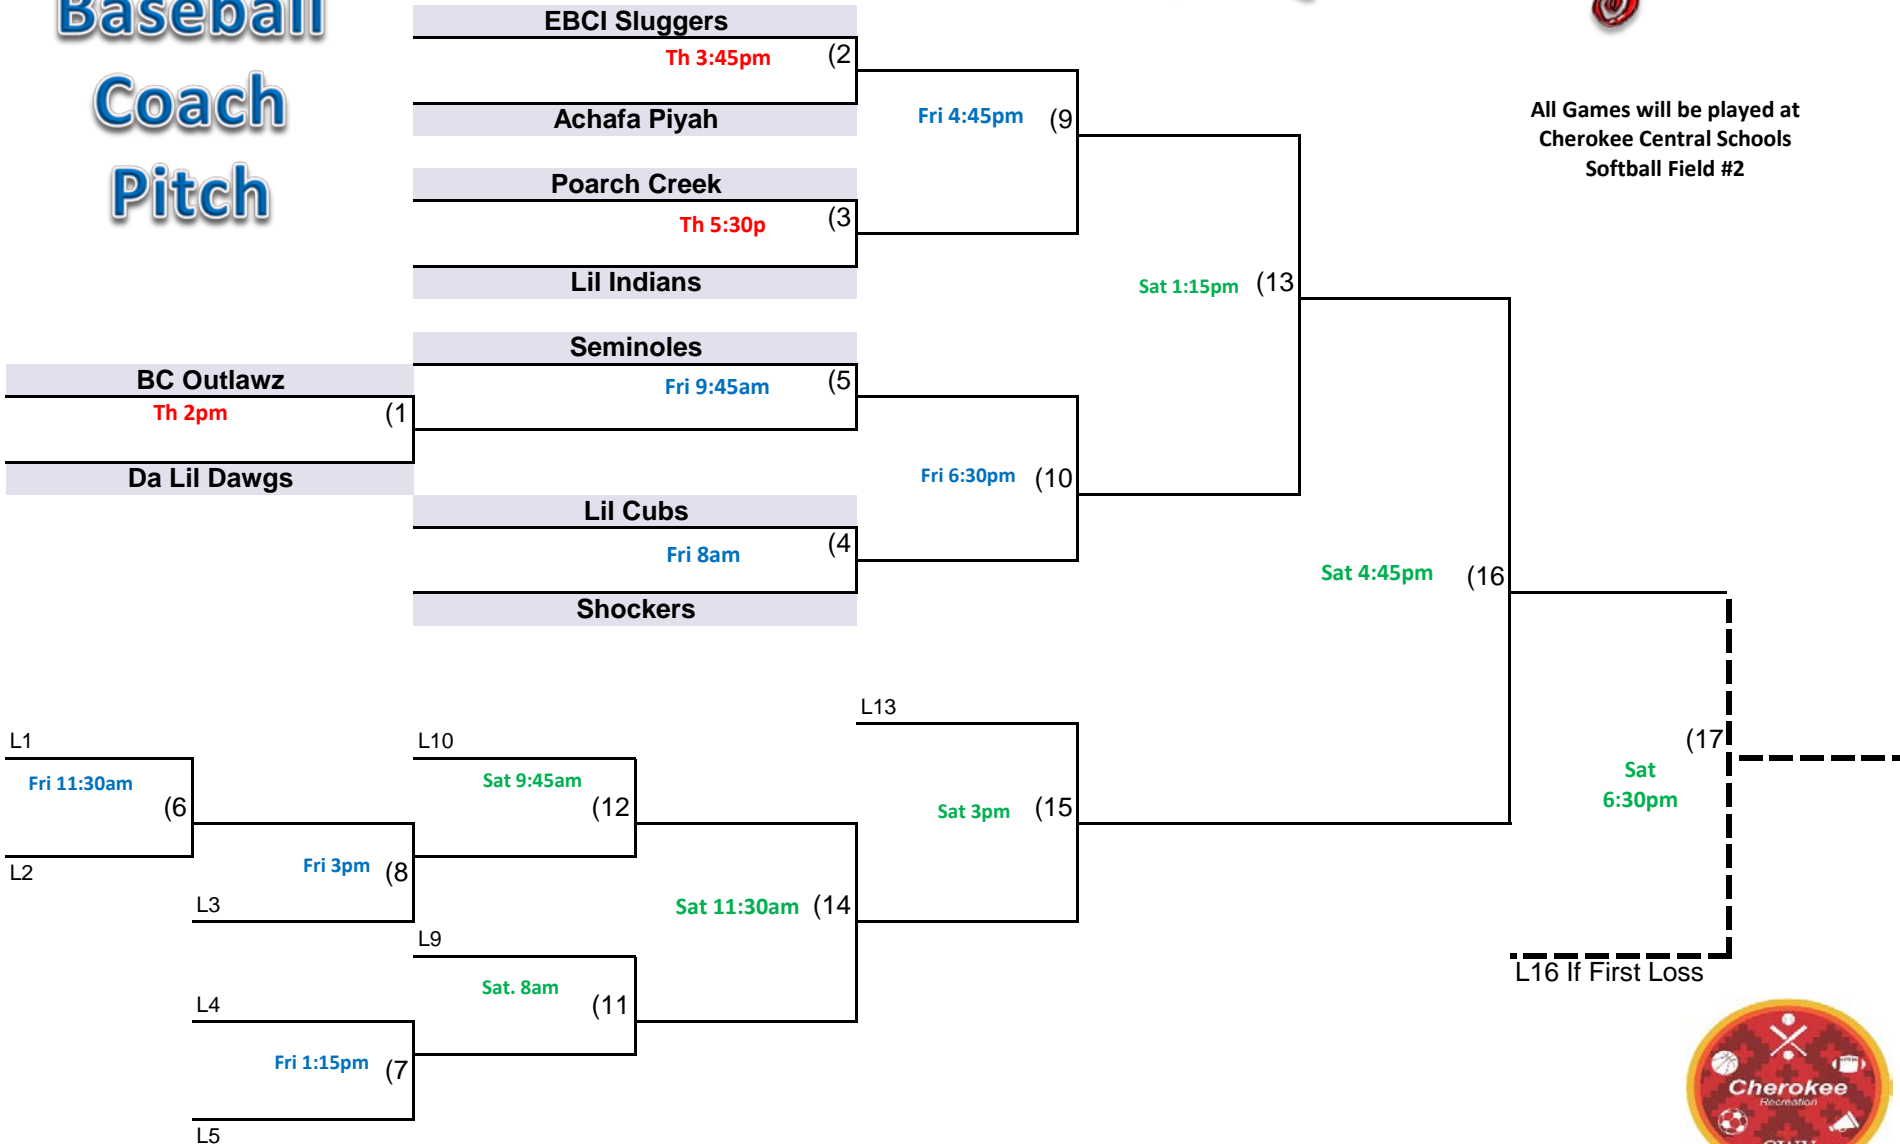 Baseball
Coach
Pitch
All Games will be played at
Cherokee Central Schools
Softball Field #2
EBCI Sluggers
Th 3:45pm (2
Achafa Piyah
Fri 4:45pm (9
Poarch Creek
Th 5:30p (3
Lil Indians
Sat 1:15pm (13
Seminoles
Fri 9:45am (5
BC Outlawz
Th 2pm (1
Da Lil Dawgs
Fri 6:30pm (10
Lil Cubs
Fri 8am (4
Shockers
Sat 4:45pm (16
L13
L1
Fri 11:30am
(6
L2
L10
Sat 9:45am
(12
Sat 3pm (15
(17
Sat
6:30pm
Fri 3pm (8
L3
Sat 11:30am (14
L9
Sat. 8am
(11
L16 If First Loss
L4
Fri 1:15pm (7
L5
Cherokee
Recreation